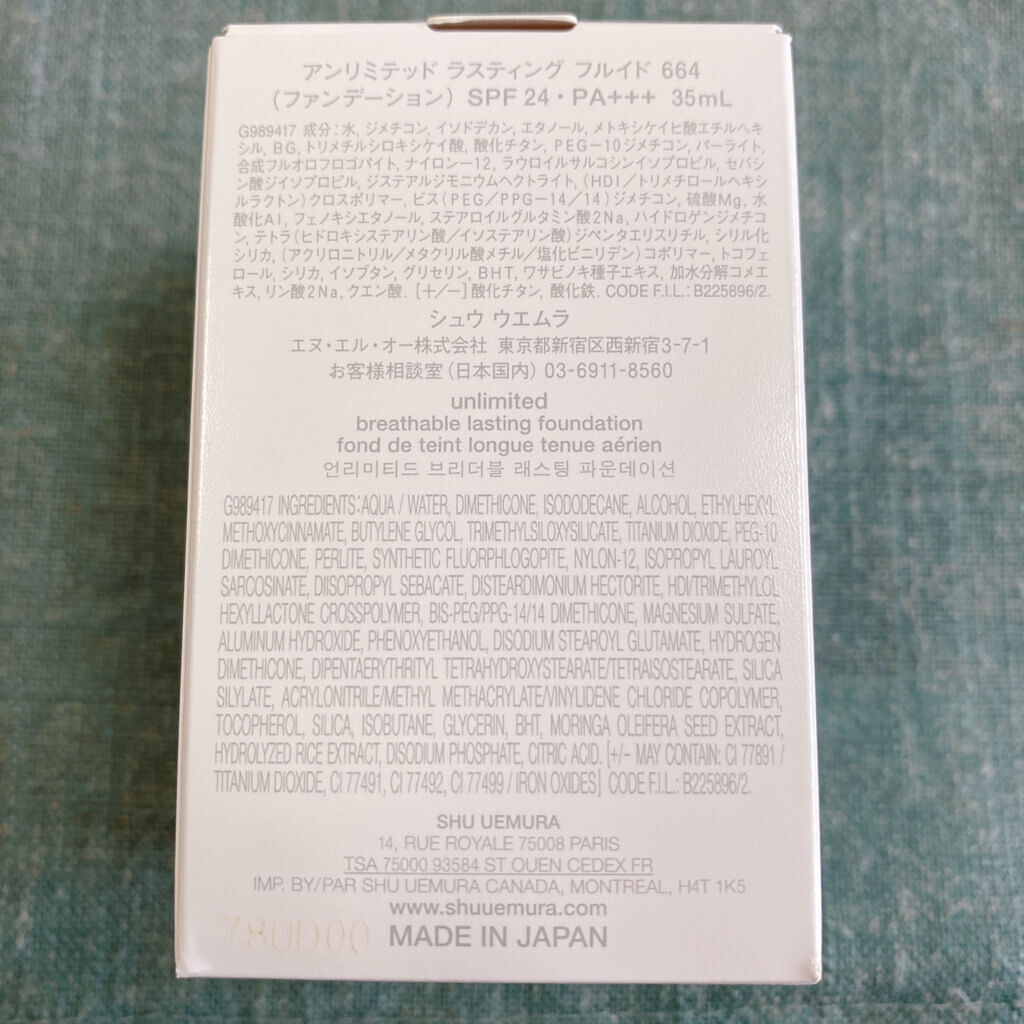 アンリミテッド ラスティング フルイド 664
(ファンデーション) SPF 24・PA+++ 35mL
G989417 成分:水, ジメチコン, イソドデカン, エタノール, メトキシケイヒ酸エチルヘキ
シル, BG, トリメチルシロキシケイ酸, 酸化チタン, PEG-10ジメチコン, パーライト,
合成フルオロフロゴパイト, ナイロン-12, ラウロイルサルコシンイソプロピル, セバシ
ン酸ジイソプロピル, ジステアルジモニウムヘクトライト, (HDI/トリメチロールヘキシ
ルラクトン)クロスポリマー, ビス(PEG/PPG-14/14)ジメチコン, 硫酸Mg, 水
酸化Al, フェノキシエタノール, ステアロイルグルタミン酸2Na, ハイドロゲンジメチコ
ン, テトラ(ヒドロキシステアリン酸/イソステアリン酸)ジペンタエリスリチル, シリル化
シリカ, (アクリロニトリル/メタクリル酸メチル/塩化ビニリデン)コポリマー, トコフェ
ロール, シリカ, イソブタン, グリセリン, BHT, ワサビノキ種子エキス, 加水分解コメエ
キス, リン酸2Na, クエン酸. [+/-]酸化チタン, 酸化鉄. CODE F.I.L.: B225896/2.
シュウ ウエムラ
エヌ・エル・オー株式会社 東京都新宿区西新宿3-7-1
お客様相談室(日本国内) 03-6911-8560
unlimited
breathable lasting foundation
fond de teint longue tenue aérien
언리미티드 브리더블 래스팅 파운데이션
G989417 INGREDIENTS: AQUA / WATER, DIMETHICONE, ISODODECANE, ALCOHOL, ETHYLHEXYL
METHOXYCINNAMATE, BUTYLENE GLYCOL, TRIMETHYLSILOXYSILICATE, TITANIUM DIOXIDE, PEG-10
DIMETHICONE, PERLITE, SYNTHETIC FLUORPHLOGOPITE, NYLON-12, ISOPROPYL LAUROYL
SARCOSINATE, DIISOPROPYL SEBACATE, DISTEARDIMONIUM HECTORITE, HDI/TRIMETHYLOL
HEXYLLACTONE CROSSPOLYMER, BIS-PEG/PPG-14/14 DIMETHICONE, MAGNESIUM SULFATE,
ALUMINUM HYDROXIDE, PHENOXYETHANOL, DISODIUM STEAROYL GLUTAMATE, HYDROGEN
DIMETHICONE, DIPENTAERYTHRITYL TETRAHYDROXYSTEARATE/TETRAISOSTEARATE, SILICA
SILYLATE, ACRYLONITRILE/METHYL METHACRYLATE/VINYLIDENE CHLORIDE COPOLYMER,
TOCOPHEROL, SILICA, ISOBUTANE, GLYCERIN, BHT, MORINGA OLEIFERA SEED EXTRACT,
HYDROLYZED RICE EXTRACT, DISODIUM PHOSPHATE, CITRIC ACID. [+/- MAY CONTAIN: CI 77891 /
TITANIUM DIOXIDE, CI 77491, CI 77492, CI 77499 / IRON OXIDES] CODE F.I.L.: B225896/2.
SHU UEMURA
14, RUE ROYALE 75008 PARIS
TSA 75000 93584 ST OUEN CEDEX FR
IMP. BY/PAR SHU UEMURA CANADA, MONTREAL, H4T 1K5
www.shuuemura.com
78UD00 MADE IN JAPAN